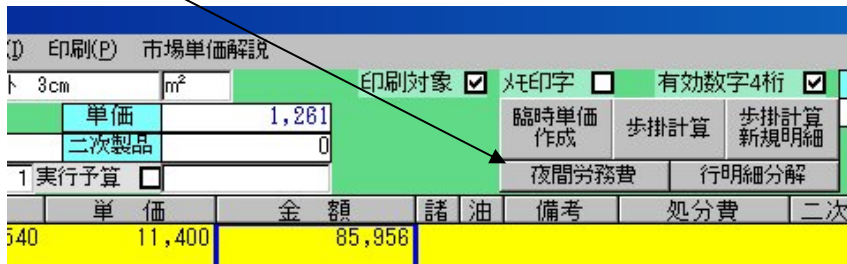 (I) 印刷(P) 市場単価解説
ト 3cm m² 印刷対象 ☑ メモ印字 □ 有効数字4桁 ☑
単価 1,261 臨時単価作成 歩掛計算 歩掛計算新規明細
二次製品 0
1 実行予算 □ 夜間労務費 行明細分解
単 価 金 額 諸 油 備考 処分費 二次
540 11,400 85,956